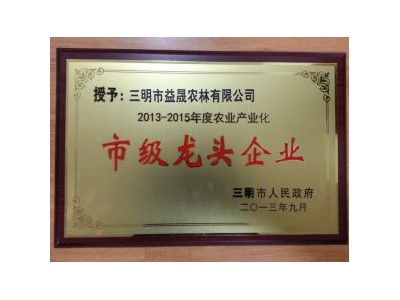 授予：三明市益晟农林有限公司
2013-2015年度农业产业化
市级龙头企业
三明市人民政府
二〇一三年九月